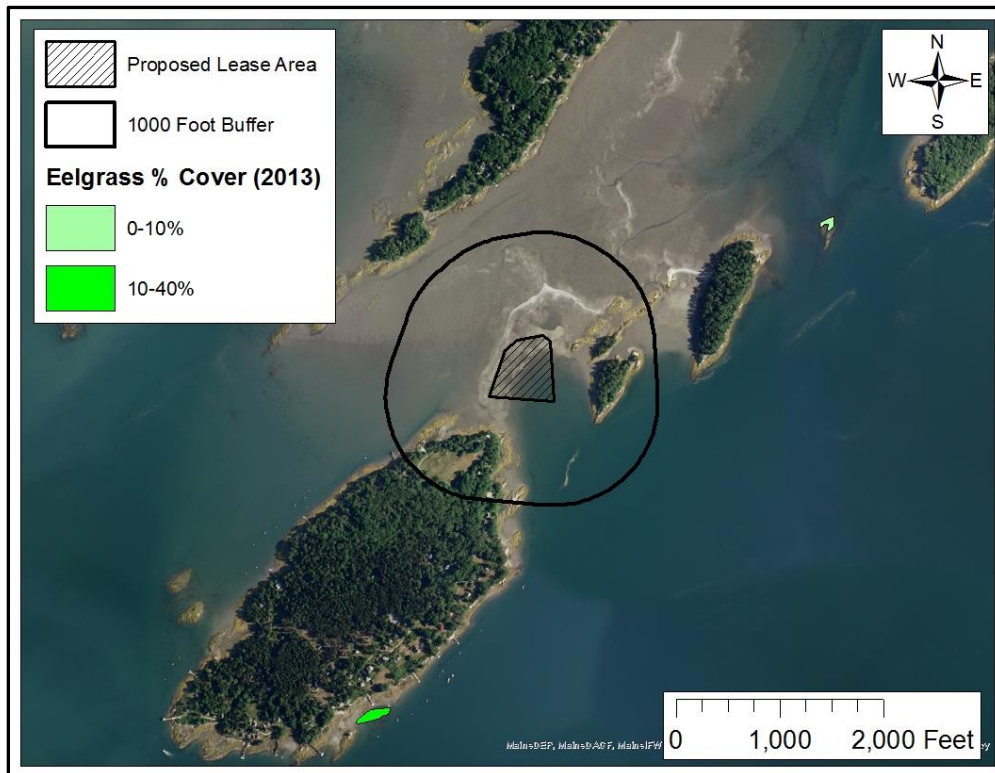 Proposed Lease Area
1000 Foot Buffer
Eelgrass % Cover (2013)
0-10%
10-40%
N
W E
S
0 1,000 2,000 Feet
MaineDEP, MaineDACF, MaineIFW